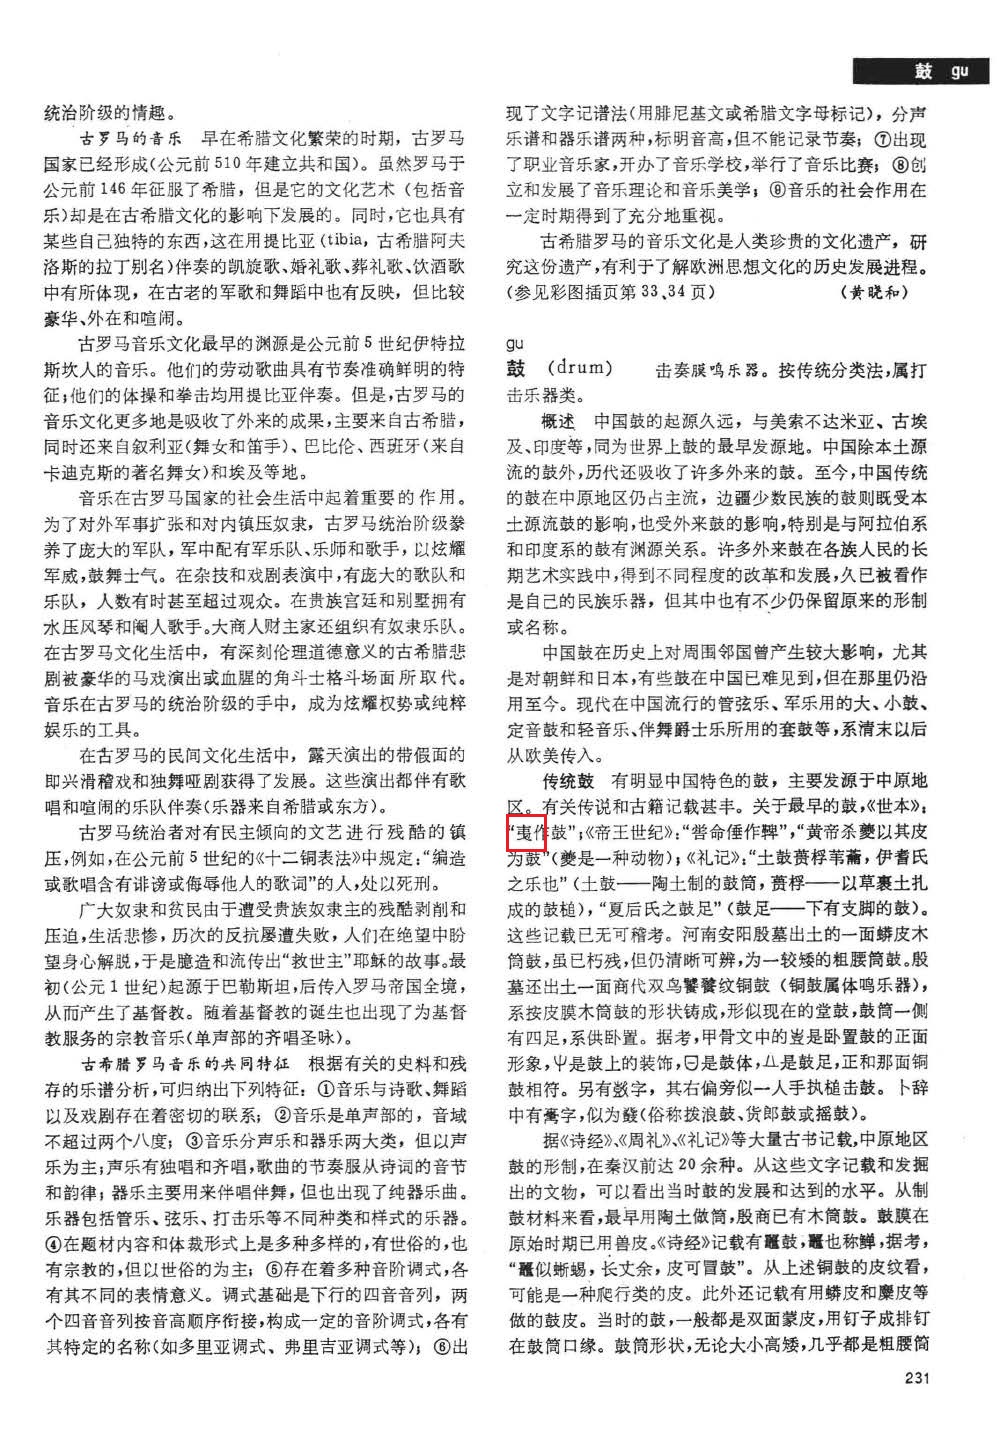 鼓 gu
统治阶级的情趣。
古罗马的音乐 早在希腊文化繁荣的时期，古罗马
国家已经形成(公元前510年建立共和国)。虽然罗马于
公元前146年征服了希腊，但是它的文化艺术（包括音
乐)却是在古希腊文化的影响下发展的。同时,它也具有
某些自己独特的东西,这在用提比亚(tibia，古希腊阿夫
洛斯的拉丁别名)伴奏的凯旋歌、婚礼歌、葬礼歌、饮酒歌
中有所体现，在古老的军歌和舞蹈中也有反映，但比较
豪华、外在和喧闹。
古罗马音乐文化最早的渊源是公元前5世纪伊特拉
斯坎人的音乐。他们的劳动歌曲具有节奏准确鲜明的特
征;他们的体操和拳击均用提比亚伴奏。但是,古罗马的
音乐文化更多地是吸收了外来的成果,主要来自古希腊,
同时还来自叙利亚(舞女和笛手)、巴比伦、西班牙(来自
卡迪克斯的著名舞女)和埃及等地。
音乐在古罗马国家的社会生活中起着重要的作用。
为了对外军事扩张和对内镇压奴隶，古罗马统治阶级豢
养了庞大的军队，军中配有军乐队、乐师和歌手，以炫耀
军威,鼓舞士气。在杂技和戏剧表演中,有庞大的歌队和
乐队，人数有时甚至超过观众。在贵族宫廷和别墅拥有
水压风琴和阉人歌手。大商人财主家还组织有奴隶乐队。
在古罗马文化生活中，有深刻伦理道德意义的古希腊悲
剧被豪华的马戏演出或血腥的角斗士格斗场面所取代。
音乐在古罗马的统治阶级的手中，成为炫耀权势或纯粹
娱乐的工具。
在古罗马的民间文化生活中，露天演出的带假面的
即兴滑稽戏和独舞哑剧获得了发展。这些演出都伴有歌
唱和喧闹的乐队伴奏(乐器来自希腊或东方)。
古罗马统治者对有民主倾向的文艺进行残酷的镇
压,例如,在公元前5世纪的《十二铜表法》中规定:“编造
或歌唱含有诽谤或侮辱他人的歌词”的人,处以死刑。
广大奴隶和贫民由于遭受贵族奴隶主的残酷剥削和
压迫,生活悲惨，历次的反抗屡遭失败，人们在绝望中盼
望身心解脱,于是臆造和流传出“救世主”耶稣的故事。最
初(公元1世纪)起源于巴勒斯坦,后传入罗马帝国全境,
从而产生了基督教。随着基督教的诞生也出现了为基督
教服务的宗教音乐(单声部的齐唱圣咏)。
古希腊罗马音乐的共同特征 根据有关的史料和残
存的乐谱分析,可归纳出下列特征：①音乐与诗歌、舞蹈
以及戏剧存在着密切的联系；②音乐是单声部的，音域
不超过两个八度；③音乐分声乐和器乐两大类，但以声
乐为主;声乐有独唱和齐唱,歌曲的节奏服从诗词的音节
和韵律；器乐主要用来伴唱伴舞，但也出现了纯器乐曲。
乐器包括管乐、弦乐、打击乐等不同种类和样式的乐器。
④在题材内容和体裁形式上是多种多样的,有世俗的,也
有宗教的,但以世俗的为主；⑤存在着多种音阶调式,各
有其不同的表情意义。调式基础是下行的四音音列，两
个四音音列按音高顺序衔接,构成一定的音阶调式,各有
其特定的名称(如多里亚调式、弗里吉亚调式等)；⑥出
现了文字记谱法(用腓尼基文或希腊文字母标记)，分声
乐谱和器乐谱两种,标明音高,但不能记录节奏；⑦出现
了职业音乐家,开办了音乐学校,举行了音乐比赛；⑧创
立和发展了音乐理论和音乐美学；⑨音乐的社会作用在
一定时期得到了充分地重视。
古希腊罗马的音乐文化是人类珍贵的文化遗产，研
究这份遗产,有利于了解欧洲思想文化的历史发展进程。
(参见彩图插页第33、34页) (黄晓和)
gu
鼓 (drum) 击奏膜鸣乐器。按传统分类法,属打
击乐器类。
概述 中国鼓的起源久远，与美索不达米亚、古埃
及、印度等,同为世界上鼓的最早发源地。中国除本土源
流的鼓外,历代还吸收了许多外来的鼓。至今,中国传统
的鼓在中原地区仍占主流，边疆少数民族的鼓则既受本
土源流鼓的影响,也受外来鼓的影响,特别是与阿拉伯系
和印度系的鼓有渊源关系。许多外来鼓在各族人民的长
期艺术实践中,得到不同程度的改革和发展,久已被看作
是自己的民族乐器，但其中也有不少仍保留原来的形制
或名称。
中国鼓在历史上对周围邻国曾产生较大影响，尤其
是对朝鲜和日本,有些鼓在中国已难见到,但在那里仍沿
用至今。现代在中国流行的管弦乐、军乐用的大、小鼓、
定音鼓和轻音乐、伴舞爵士乐所用的套鼓等,系清末以后
从欧美传入。
传统鼓 有明显中国特色的鼓，主要发源于中原地
区。有关传说和古籍记载甚丰。关于最早的鼓,《世本》:
“夷作鼓”;《帝王世纪》:“喾命倕作鞞”,“黄帝杀夔以其皮
为鼓”(夔是一种动物)；《礼记》:“土鼓蒉桴苇籥，伊耆氏
之乐也”(土鼓——陶土制的鼓筒，蒉桴——以草裹土扎
成的鼓槌)，“夏后氏之鼓足”(鼓足——下有支脚的鼓)。
这些记载已无可稽考。河南安阳殷墓出土的一面蟒皮木
筒鼓,虽已朽残,但仍清晰可辨,为一较矮的粗腰筒鼓。殷
墓还出土一面商代双鸟饕餮纹铜鼓（铜鼓属体鸣乐器），
系按皮膜木筒鼓的形状铸成,形似现在的堂鼓,鼓筒一侧
有四足,系供卧置。据考,甲骨文中的壴是卧置鼓的正面
形象,是鼓上的装饰,是鼓体,是鼓足,正和那面铜
鼓相符。另有鼗字，其右偏旁似一人手执槌击鼓。卜辞
中有字,似为鼗(俗称拨浪鼓、货郎鼓或摇鼓)。
据《诗经》、《周礼》、《礼记》等大量古书记载,中原地区
鼓的形制,在秦汉前达20余种。从这些文字记载和发掘
出的文物，可以看出当时鼓的发展和达到的水平。从制
鼓材料来看,最早用陶土做筒,殷商已有木筒鼓。鼓膜在
原始时期已用兽皮。《诗经》记载有鼍鼓,鼍也称鱓,据考,
“鼍似蜥蜴，长丈余，皮可冒鼓”。从上述铜鼓的皮纹看,
可能是一种爬行类的皮。此外还记载有用蟒皮和麋皮等
做的鼓皮。当时的鼓,一般都是双面蒙皮,用钉子成排钉
在鼓筒口缘。鼓筒形状,无论大小高矮,几乎都是粗腰筒
231